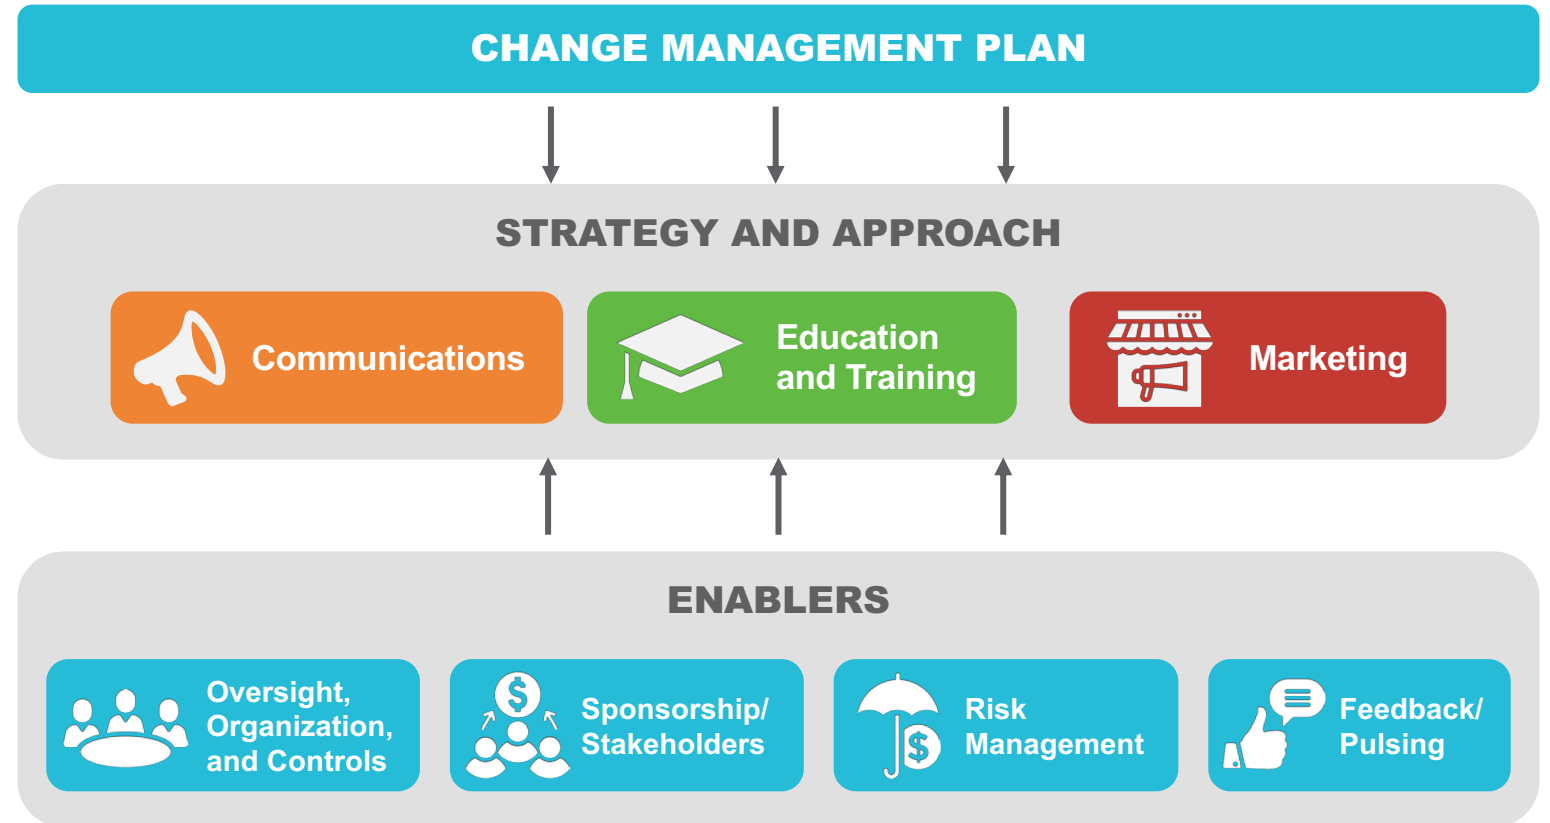 CHANGE MANAGEMENT PLAN
STRATEGY AND APPROACH
Communications
Education
and Training
Marketing
ENABLERS
Oversight,
Organization,
and Controls
Sponsorship/
Stakeholders
Risk
Management
Feedback/
Pulsing